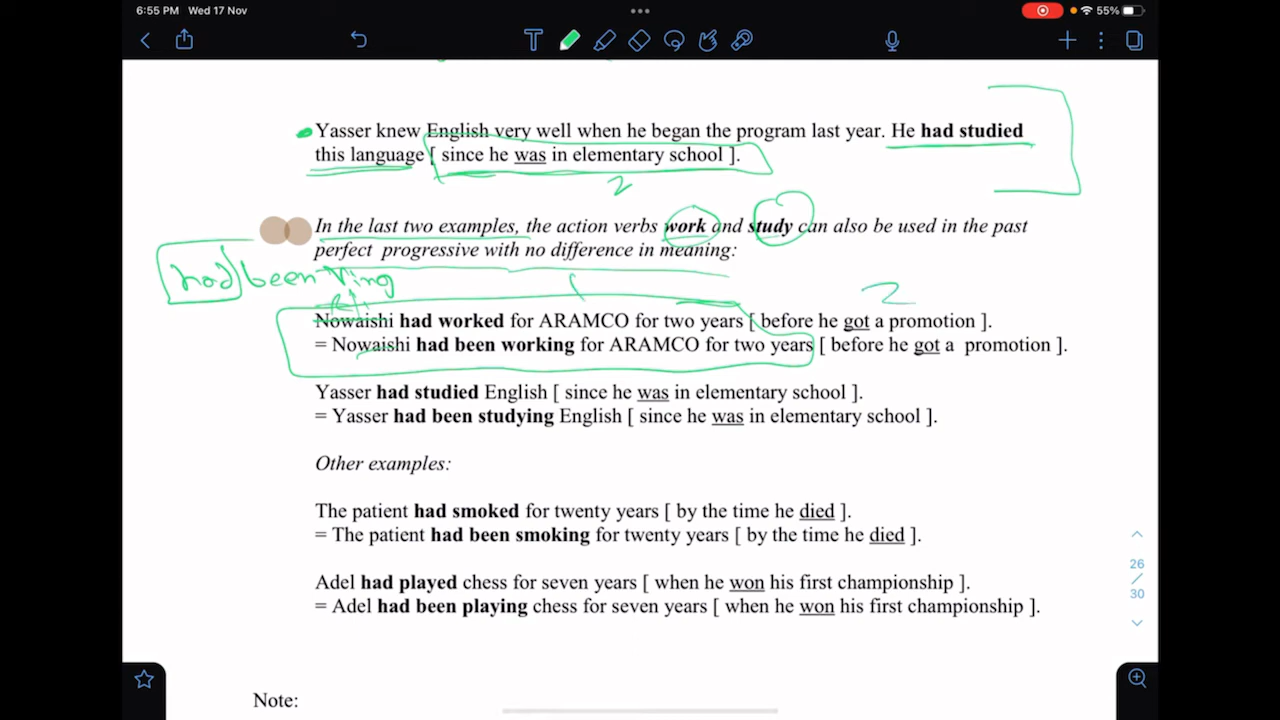 6:55 PM Wed 17 Nov
55%
Yasser knew English very well when he began the program last year. He had studied
this language [ since he was in elementary school ].
2
In the last two examples, the action verbs work and study can also be used in the past
perfect progressive with no difference in meaning:
had been Ving
1
2
Nowaishi had worked for ARAMCO for two years [ before he got a promotion ].
= Nowaishi had been working for ARAMCO for two years [ before he got a promotion ].
Yasser had studied English [ since he was in elementary school ].
= Yasser had been studying English [ since he was in elementary school ].
Other examples:
The patient had smoked for twenty years [ by the time he died ].
= The patient had been smoking for twenty years [ by the time he died ].
26
/
30
Adel had played chess for seven years [ when he won his first championship ].
= Adel had been playing chess for seven years [ when he won his first championship ].
Note: